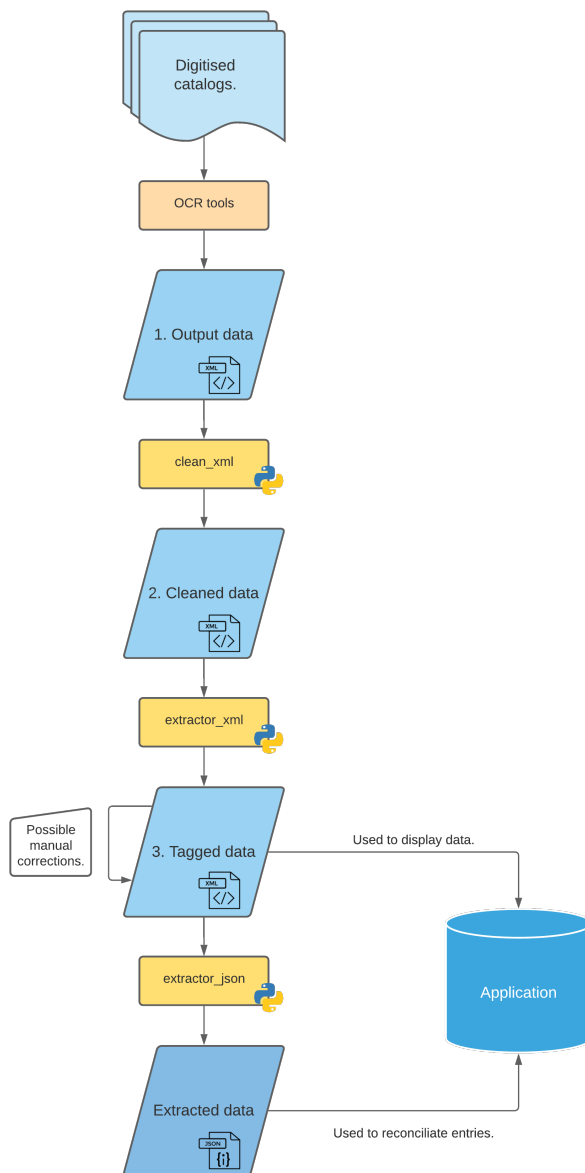 Digitised
catalogs.
OCR tools
1. Output data
XML
</>
clean_xml
2. Cleaned data
XML
</>
extractor_xml
Possible
manual
corrections.
3. Tagged data
XML
</>
Used to display data.
extractor_json
Application
Extracted data
JSON
{i}
Used to reconciliate entries.